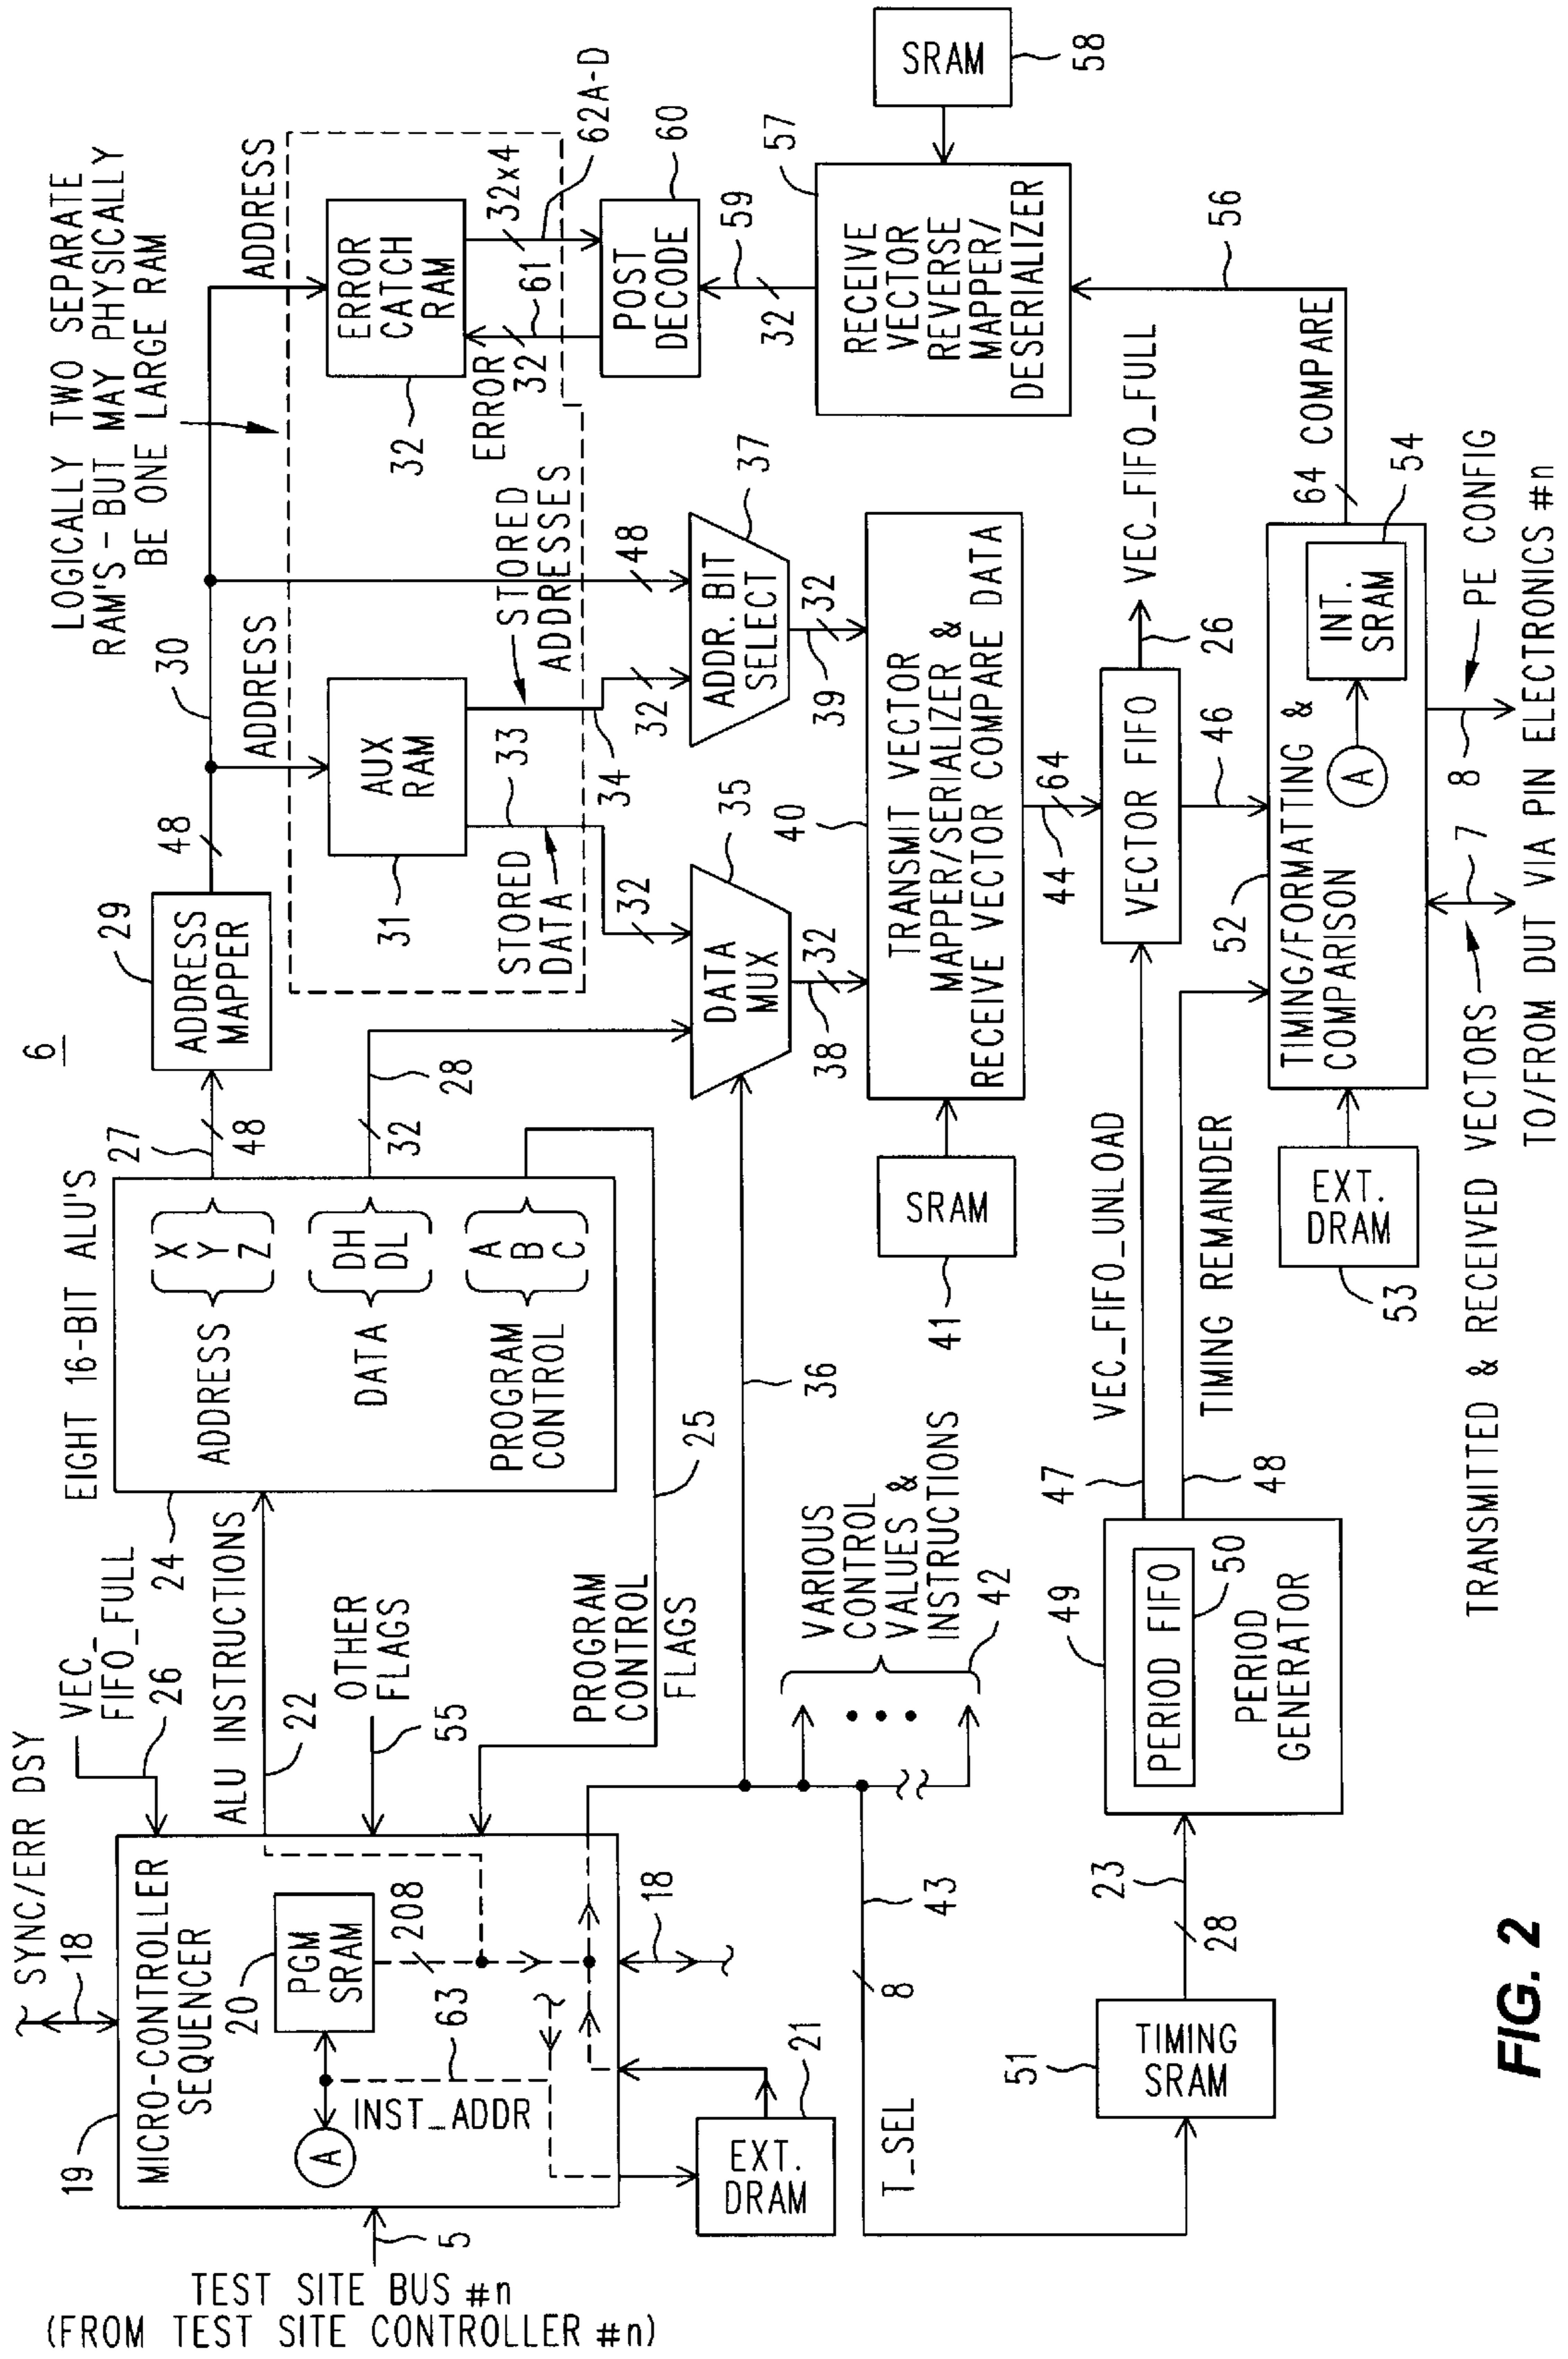 6
LOGICALLY TWO SEPARATE
RAM'S - BUT MAY PHYSICALLY
BE ONE LARGE RAM
SYNC/ERR DSY
18
VEC_
FIFO_FULL
26
EIGHT 16-BIT ALU'S
19
MICRO-CONTROLLER
SEQUENCER
20
PGM
SRAM
208
63
A
INST_ADDR
5
TEST SITE BUS #n
(FROM TEST SITE CONTROLLER #n)
18
ALU INSTRUCTIONS
22
OTHER
FLAGS
55
PROGRAM
CONTROL
FLAGS
25
24
ADDRESS
X
Y
Z
DATA
DH
DL
PROGRAM
CONTROL
A
B
C
27
48
32
28
29
ADDRESS
MAPPER
48
30
ADDRESS
ADDRESS
AUX
RAM
31
STORED
DATA
33
34
STORED
ADDRESSES
ERROR
CATCH
RAM
32
ERROR
32
61
32x4
62A-D
POST
DECODE
60
32
59
57
RECEIVE
VECTOR
REVERSE
MAPPER/
DESERIALIZER
SRAM
58
56
32
DATA
MUX
35
32
48
ADDR. BIT
SELECT
37
38
32
39
32
36
40
TRANSMIT VECTOR
MAPPER/SERIALIZER &
RECEIVE VECTOR COMPARE DATA
SRAM
41
EXT.
DRAM
21
VARIOUS
CONTROL
VALUES &
INSTRUCTIONS
42
T_SEL
8
43
44
64
VECTOR FIFO
26
VEC_FIFO_FULL
46
VEC_FIFO_UNLOAD
47
TIMING REMAINDER
48
49
PERIOD FIFO
50
PERIOD
GENERATOR
23
28
51
TIMING
SRAM
52
TIMING/FORMATTING &
COMPARISON
A
INT.
SRAM
54
64 COMPARE
EXT.
DRAM
53
7
8
PE CONFIG
TRANSMITTED & RECEIVED VECTORS
TO/FROM DUT VIA PIN ELECTRONICS #n
FIG. 2